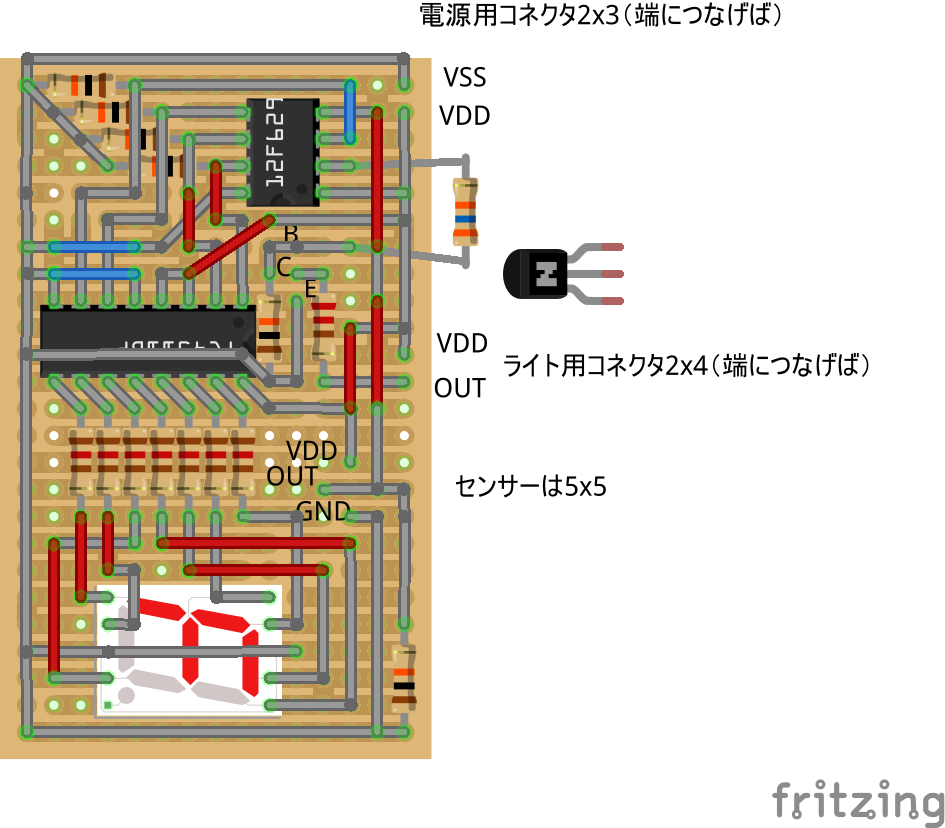 電源用コネクタ2x3(端につなげば)
VSS
VDD
12F629
B
C
E
N
VDD
ライト用コネクタ2x4(端につなげば)
OUT
VDD
OUT
センサーは5x5
GND
fritzing